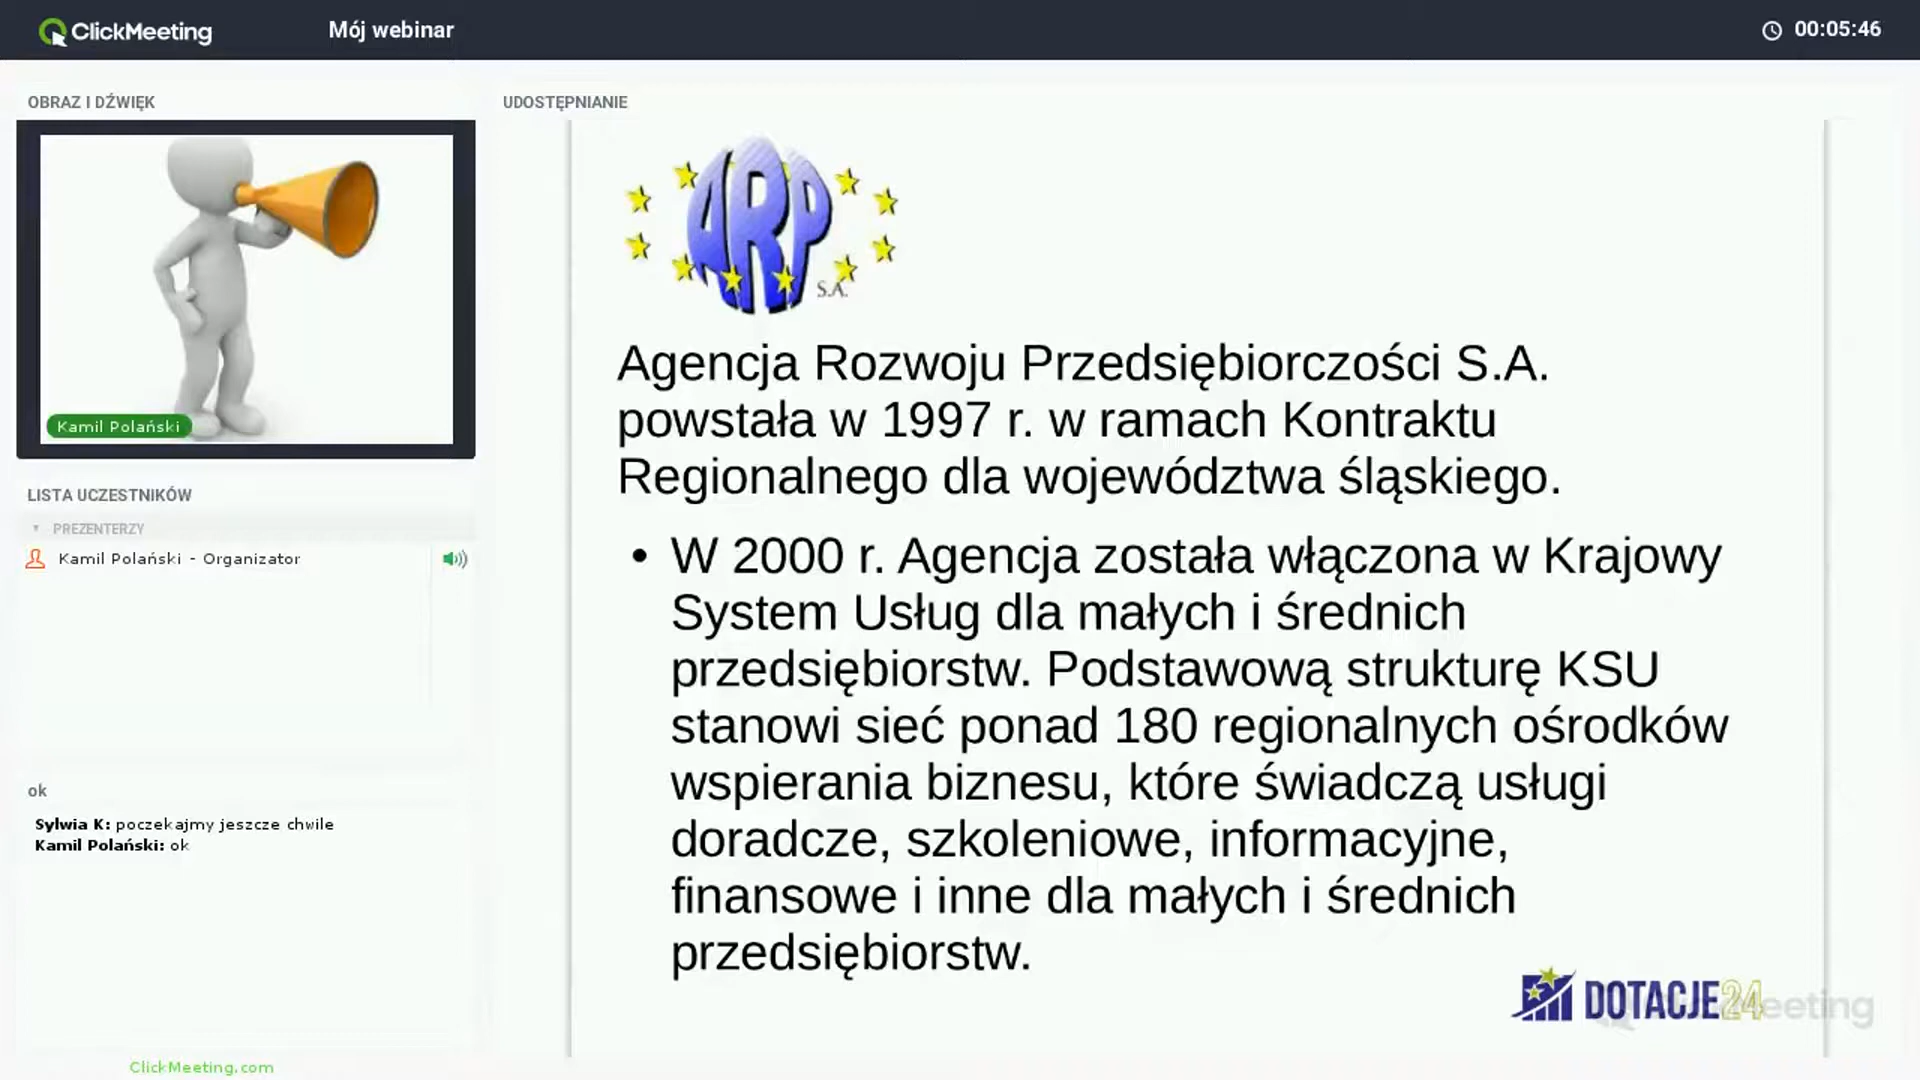 ClickMeeting
Mój webinar
00:05:46
OBRAZ I DŹWIĘK
Kamil Polański
LISTA UCZESTNIKÓW
PREZENTERZY
Kamil Polański - Organizator
ok
Sylwia K: poczekajmy jeszcze chwile
Kamil Polański: ok
ClickMeeting.com
UDOSTĘPNIANIE
ARP
S.A.
Agencja Rozwoju Przedsiębiorczości S.A.
powstała w 1997 r. w ramach Kontraktu
Regionalnego dla województwa śląskiego.
• W 2000 r. Agencja została włączona w Krajowy
System Usług dla małych i średnich
przedsiębiorstw. Podstawową strukturę KSU
stanowi sieć ponad 180 regionalnych ośrodków
wspierania biznesu, które świadczą usługi
doradcze, szkoleniowe, informacyjne,
finansowe i inne dla małych i średnich
przedsiębiorstw.
DOTACJE24